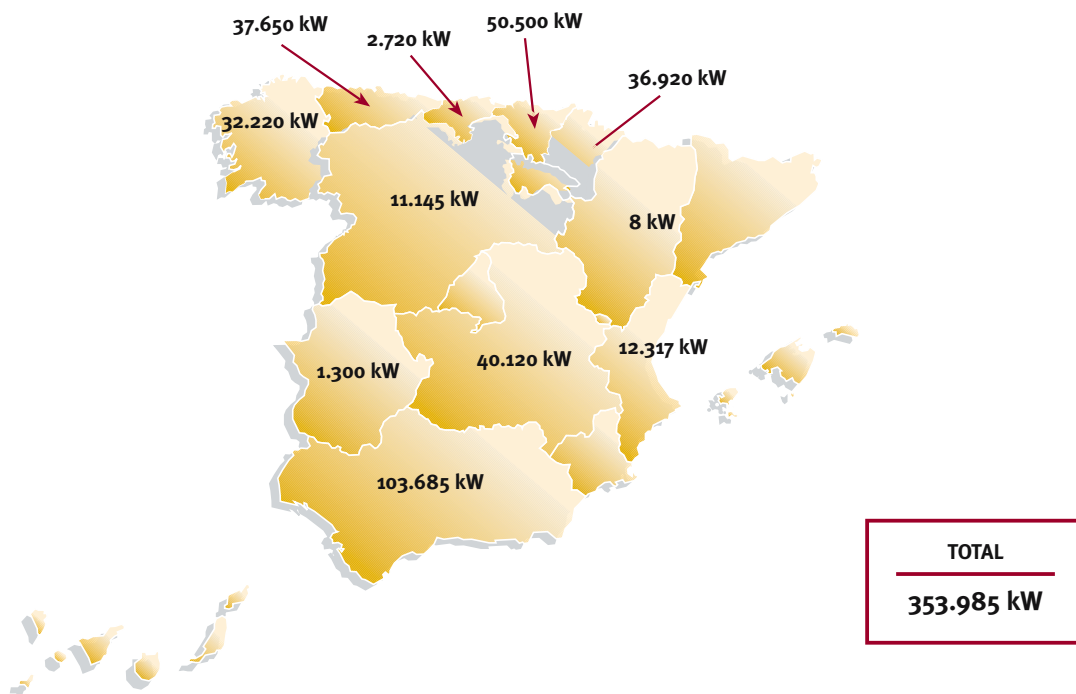 50.500 kW
37.650 kW
2.720 kW
36.920 kW
32.220 kW
11.145 kW
8 kW
12.317 kW
40.120 kW
1.300 kW
103.685 kW
TOTAL
353.985 kW